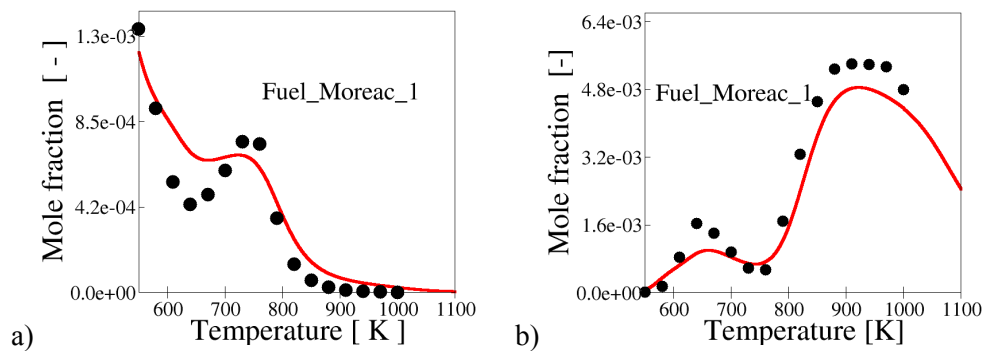 Mole fraction [ - ]
1.3e-03
8.5e-04
4.2e-04
0.0e+00
Fuel_Moreac_1
600 700 800 900 1000 1100
Temperature [ K ]
a)
Mole fraction [-]
6.4e-03
4.8e-03
3.2e-03
1.6e-03
0.0e+00
Fuel_Moreac_1
600 700 800 900 1000 1100
Temperature [K]
b)